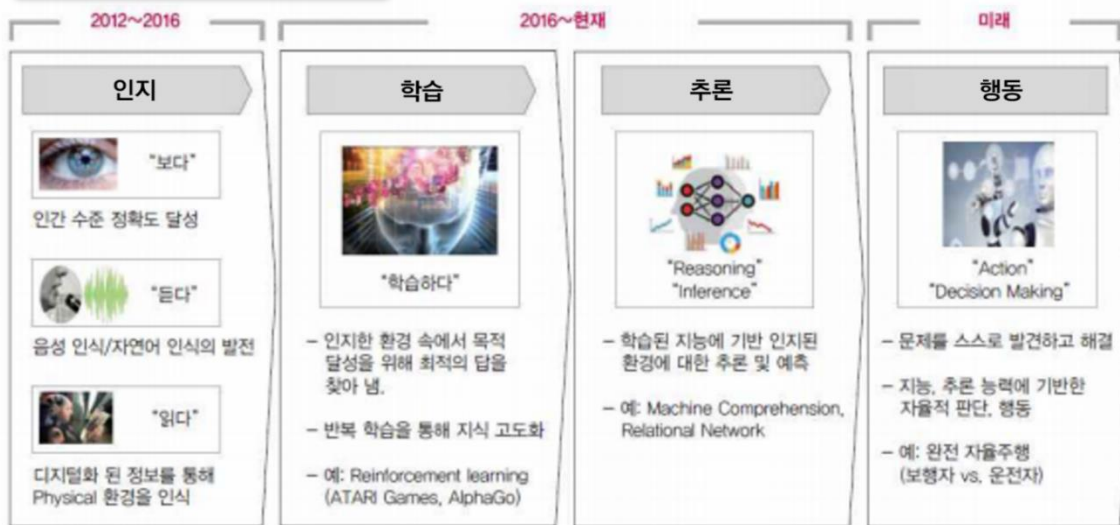 2012~2016
2016~현재
미래
인지
"보다"
인간 수준 정확도 달성
"듣다"
음성 인식/자연어 인식의 발전
"읽다"
디지털화 된 정보를 통해
Physical 환경을 인식
학습
"학습하다"
– 인지한 환경 속에서 목적
달성을 위해 최적의 답을
찾아 냄.
– 반복 학습을 통해 지식 고도화
– 예: Reinforcement learning
(ATARI Games, AlphaGo)
추론
"Reasoning"
"Inference"
– 학습된 지능에 기반 인지된
환경에 대한 추론 및 예측
– 예: Machine Comprehension,
Relational Network
행동
"Action"
"Decision Making"
– 문제를 스스로 발견하고 해결
– 지능, 추론 능력에 기반한
자율적 판단, 행동
– 예: 완전 자율주행
(보행자 vs. 운전자)